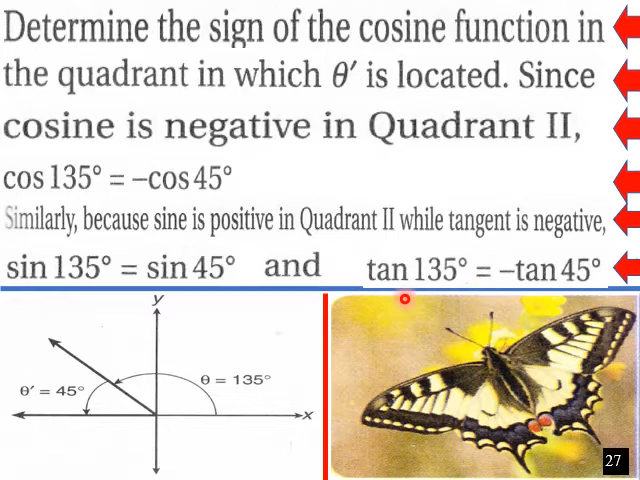 Determine the sign of the cosine function in
the quadrant in which θ′ is located. Since
cosine is negative in Quadrant II,
cos 135° = −cos 45°
Similarly, because sine is positive in Quadrant II while tangent is negative,
sin 135° = sin 45° and tan 135° = −tan 45°
y
θ′ = 45°
θ = 135°
x
27